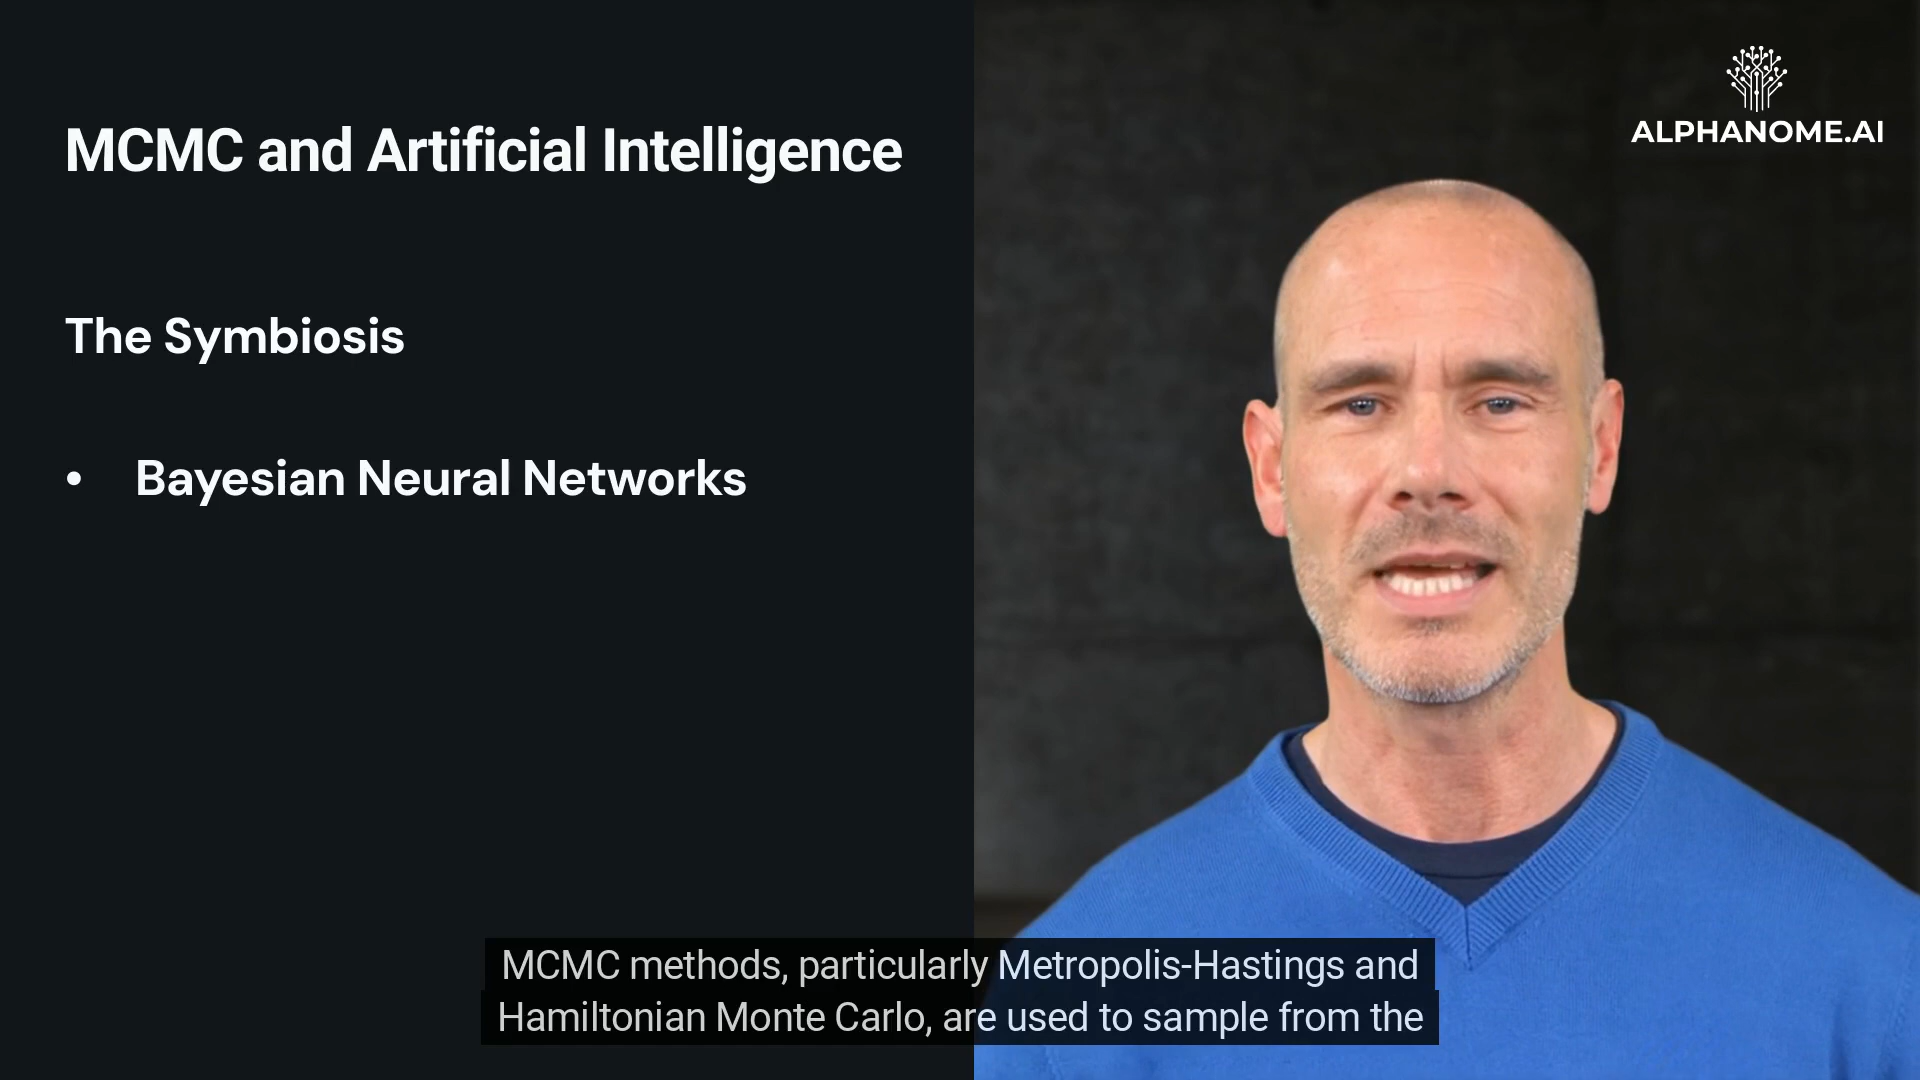 MCMC and Artificial Intelligence
ALPHANOME.AI
The Symbiosis
• Bayesian Neural Networks
MCMC methods, particularly Metropolis-Hastings and
Hamiltonian Monte Carlo, are used to sample from the